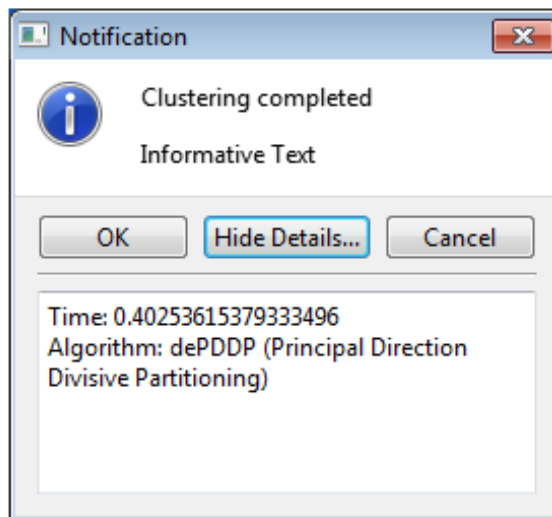 Notification
Clustering completed
Informative Text
OK Hide Details... Cancel
Time: 0.40253615379333496
Algorithm: dePDDP (Principal Direction
Divisive Partitioning)